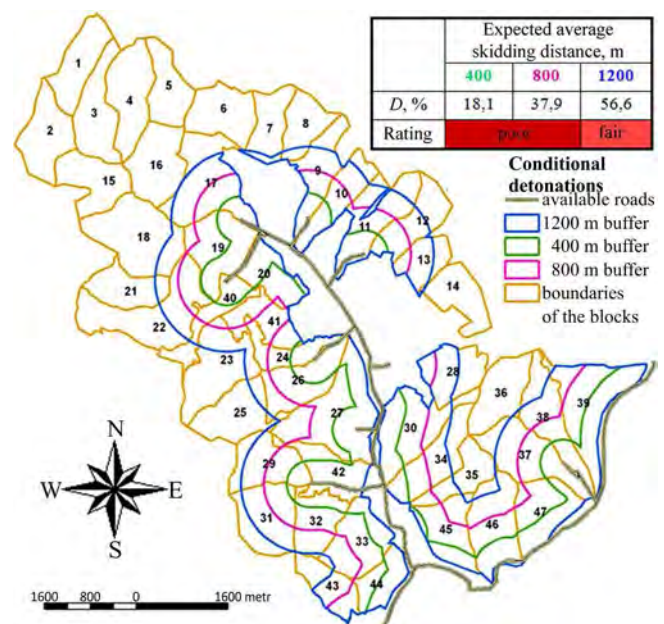 Expected average
skidding distance, m
400 800 1200
D, % 18,1 37,9 56,6
Rating poor fair
Conditional
detonations
available roads
1200 m buffer
400 m buffer
800 m buffer
boundaries
of the blocks
1
2
3
4
5
6
7
8
9
10
11
12
13
14
15
16
17
18
19
20
21
22
23
24
25
26
27
28
29
30
31
32
33
34
35
36
37
38
39
40
41
42
43
44
45
46
47
N
W E
S
1600 800 0 1600 metr